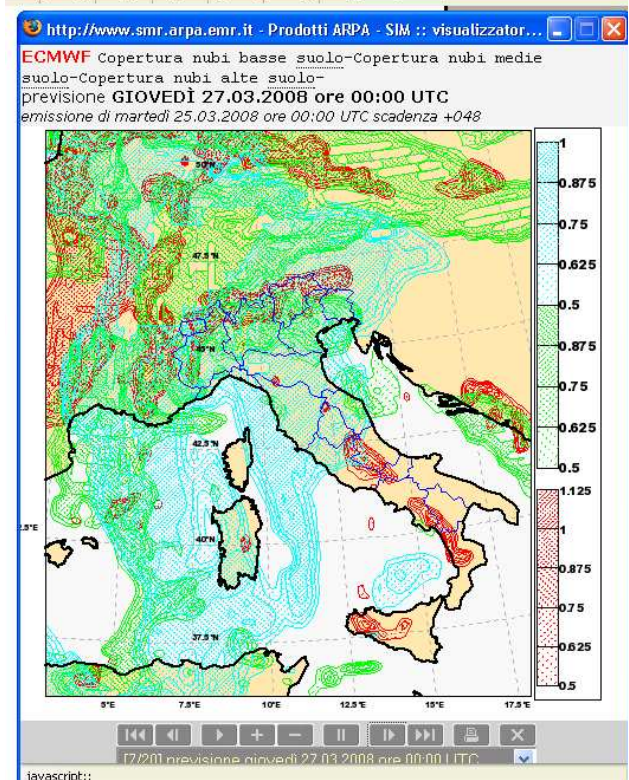 http://www.smr.arpa.emr.it - Prodotti ARPA - SIM :: visualizzator...
ECMWF Copertura nubi basse suolo-Copertura nubi medie
suolo-Copertura nubi alte suolo-
previsione GIOVEDÌ 27.03.2008 ore 00:00 UTC
emissione di martedì 25.03.2008 ore 00:00 UTC scadenza +048
1
0.875
0.75
0.625
0.5
0.875
0.75
0.625
0.5
1.125
1
0.875
0.75
0.625
0.5
50°N
47.5°N
45°N
42.5°N
40°N
37.5°N
2.5°E
5°E
7.5°E
10°E
12.5°E
15°E
17.5°E
[7/20] previsione giovedì 27.03.2008 ore 00:00 UTC
javascript:;